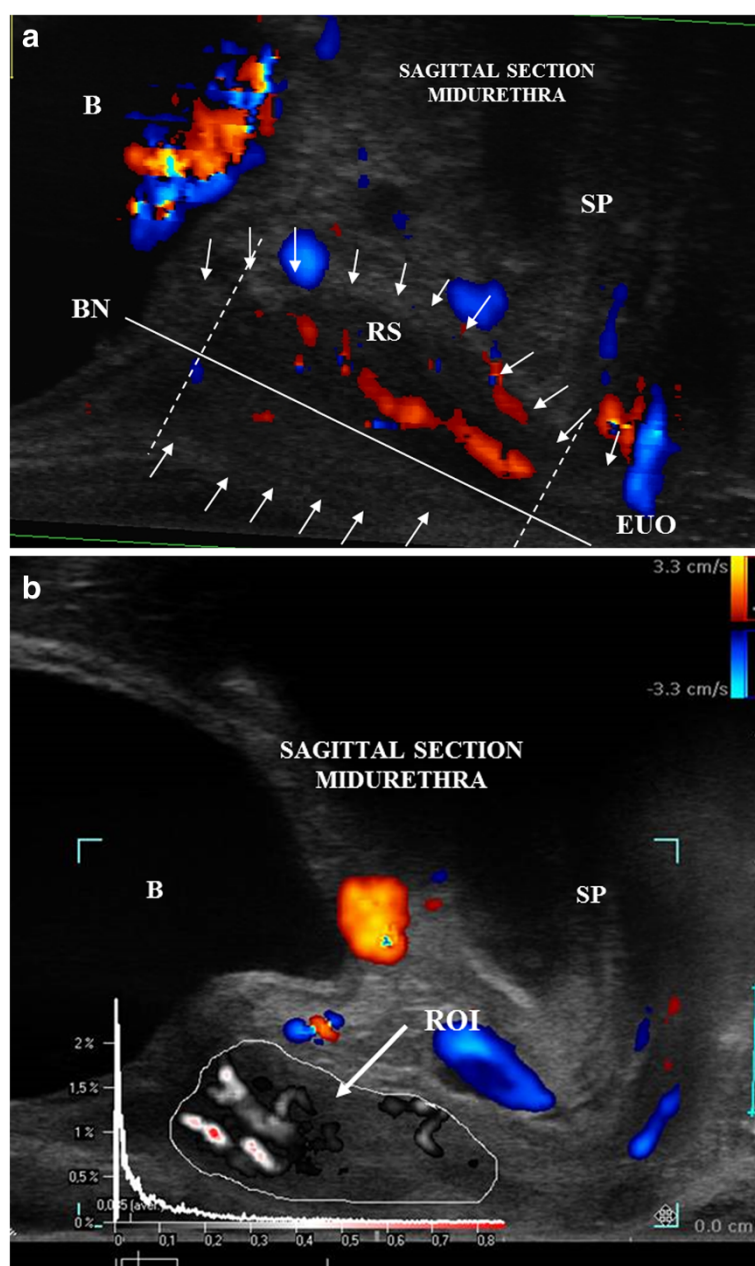 a
SAGITTAL SECTION
MIDURETHRA
B
SP
BN
RS
EUO
b
3.3 cm/s
-3.3 cm/s
SAGITTAL SECTION
MIDURETHRA
B
SP
ROI
2%
1,5%
1%
0,5%
0%
0 0,1 0,2 0,3 0,4 0,5 0,6 0,7 0,8
0.0 cm